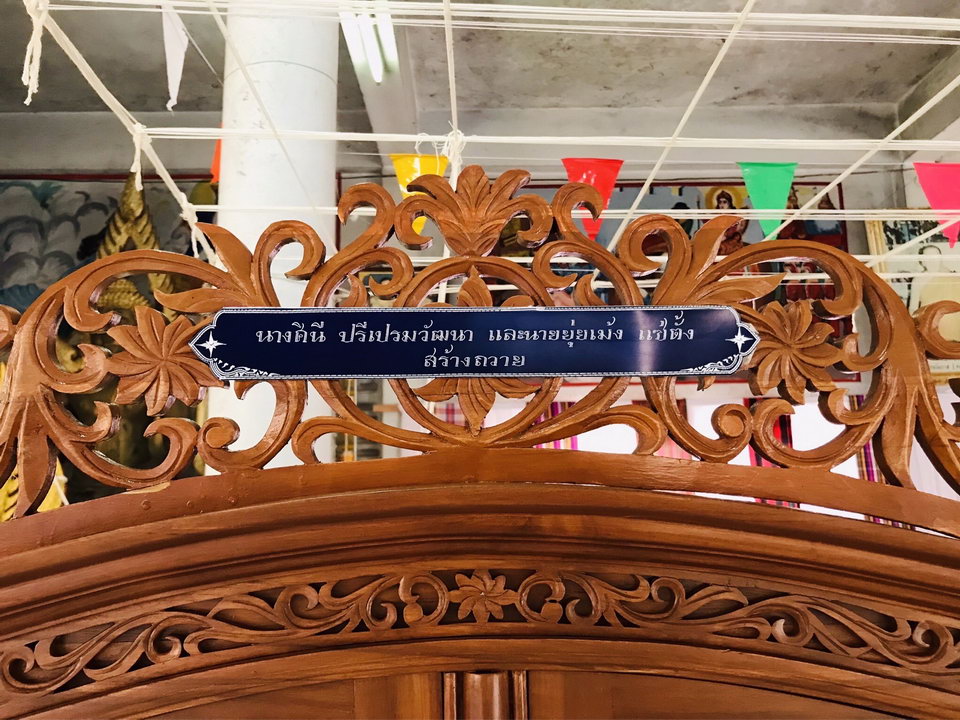 นางคินี ปรีเปรมวัฒนา และนายยุ่ยเม้ง แซ่ตั้ง
สร้างถวาย